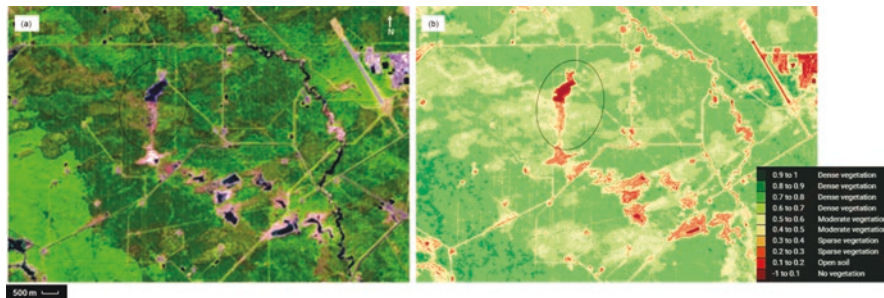 (a)
N
500 m
(b)
0.9 to 1 Dense vegetation
0.8 to 0.9 Dense vegetation
0.7 to 0.8 Dense vegetation
0.6 to 0.7 Dense vegetation
0.5 to 0.6 Moderate vegetation
0.4 to 0.5 Moderate vegetation
0.3 to 0.4 Sparse vegetation
0.2 to 0.3 Sparse vegetation
0.1 to 0.2 Open soil
-1 to 0.1 No vegetation